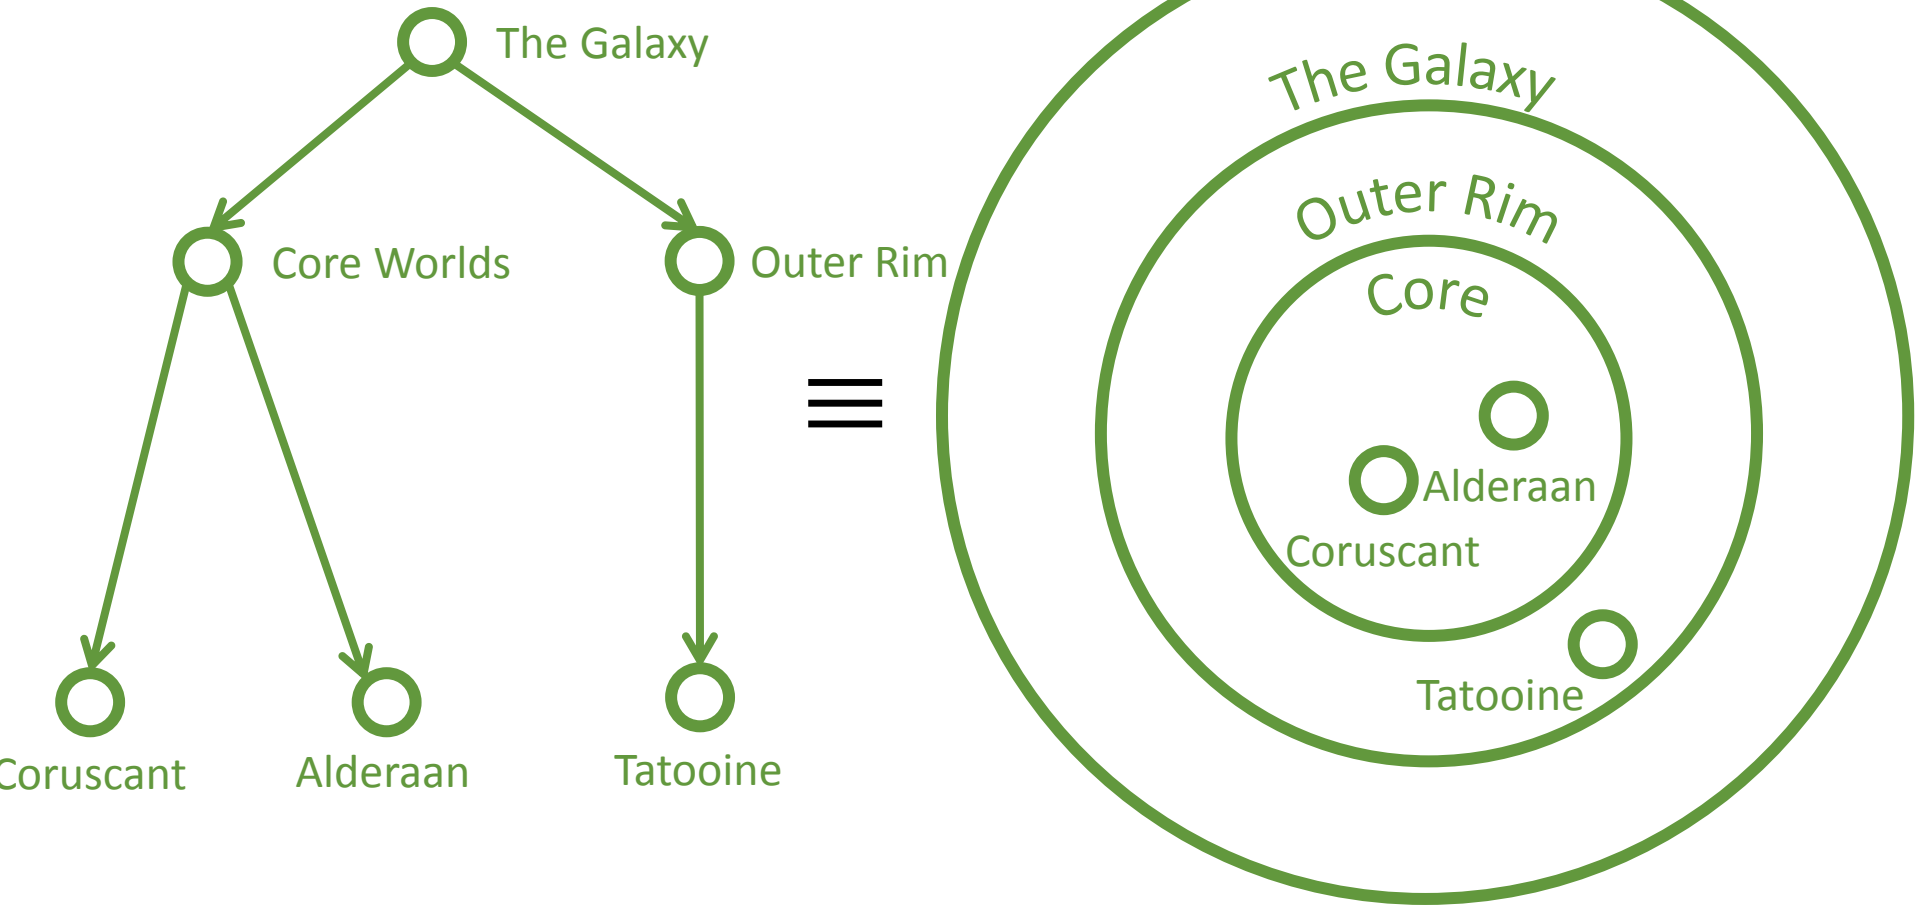 The Galaxy
Core Worlds
Outer Rim
Coruscant
Alderaan
Tatooine
≡
The Galaxy
Outer Rim
Core
Alderaan
Coruscant
Tatooine